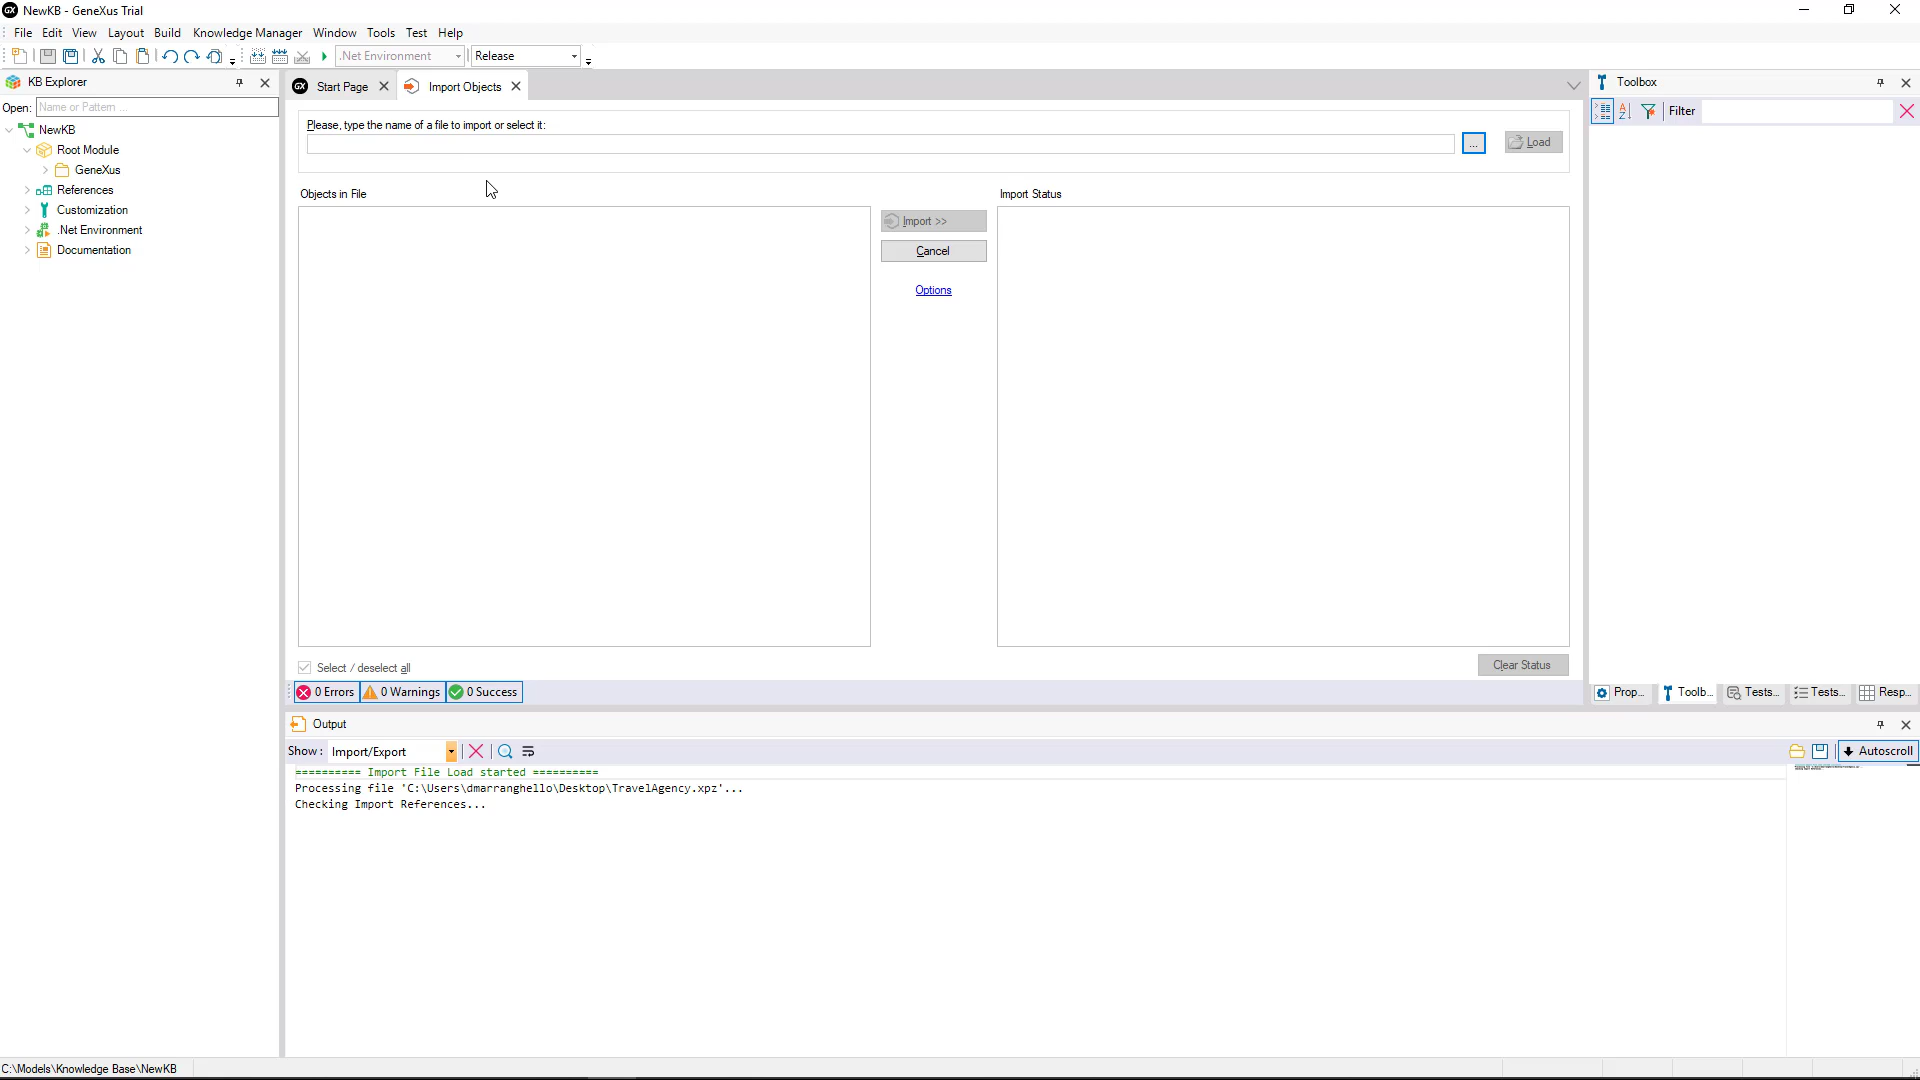 NewKB - GeneXus Trial
File Edit View Layout Build Knowledge Manager Window Tools Test Help
.Net Environment Release
KB Explorer
Open: Name or Pattern ...
NewKB
Root Module
GeneXus
References
Customization
.Net Environment
Documentation
GX Start Page Import Objects
Please, type the name of a file to import or select it:
... Load
Objects in File
Import Status
Import >>
Cancel
Options
Select / deselect all
Clear Status
0 Errors 0 Warnings 0 Success
Toolbox
Filter
Prop... Toolb... Tests... Tests... Resp...
Output
Show: Import/Export
Autoscroll
========== Import File Load started ==========
Processing file 'C:\Users\dmarranghello\Desktop\TravelAgency.xpz'...
Checking Import References...
C:\Models\Knowledge Base\NewKB